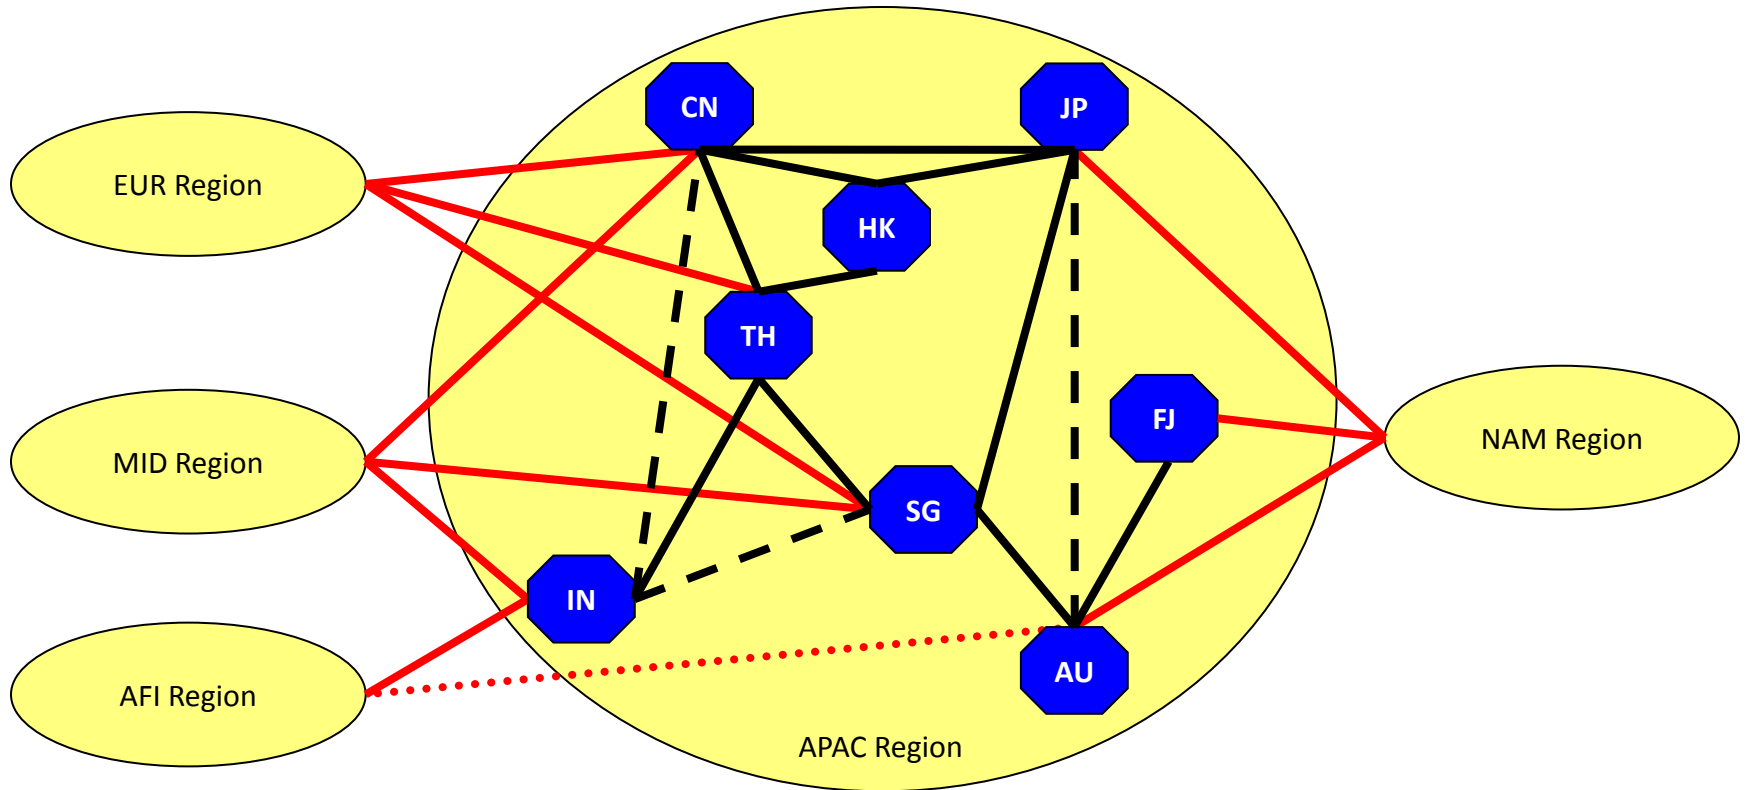 CN
JP
EUR Region
HK
TH
FJ
NAM Region
MID Region
SG
IN
AU
AFI Region
APAC Region